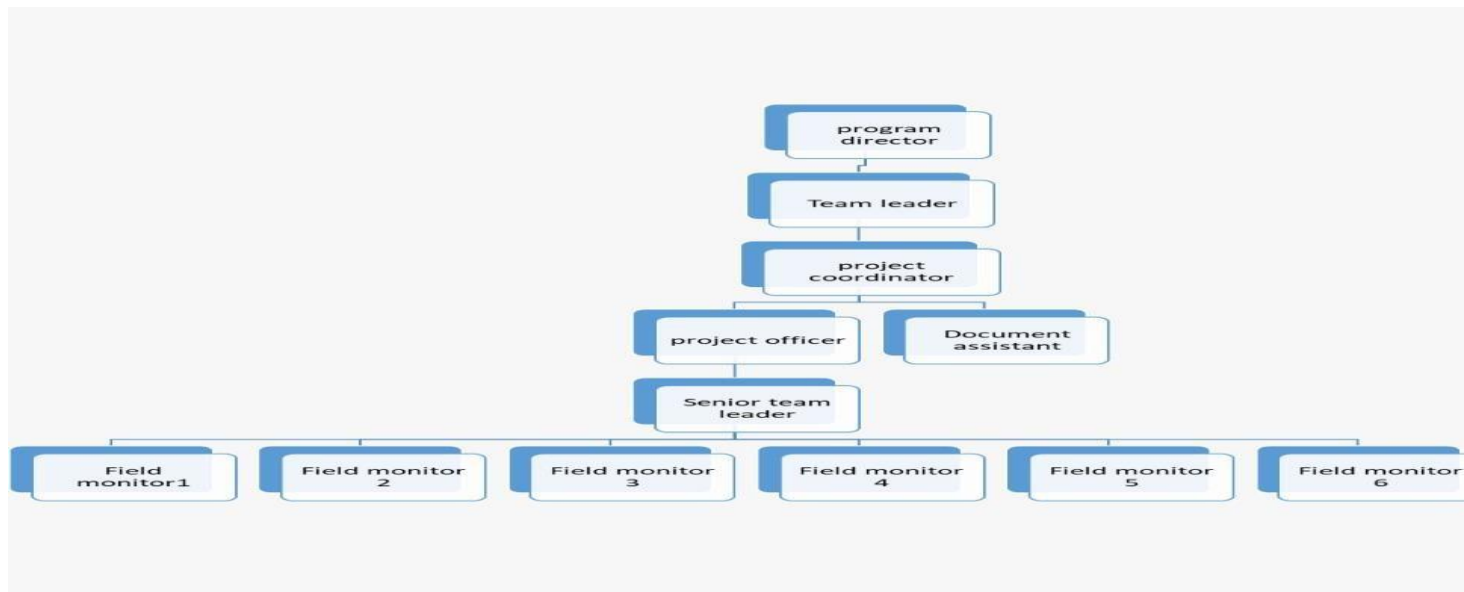 program
director
Team leader
project
coordinator
project officer
Document
assistant
Senior team
leader
Field
monitor1
Field monitor
2
Field monitor
3
Field monitor
4
Field monitor
5
Field monitor
6